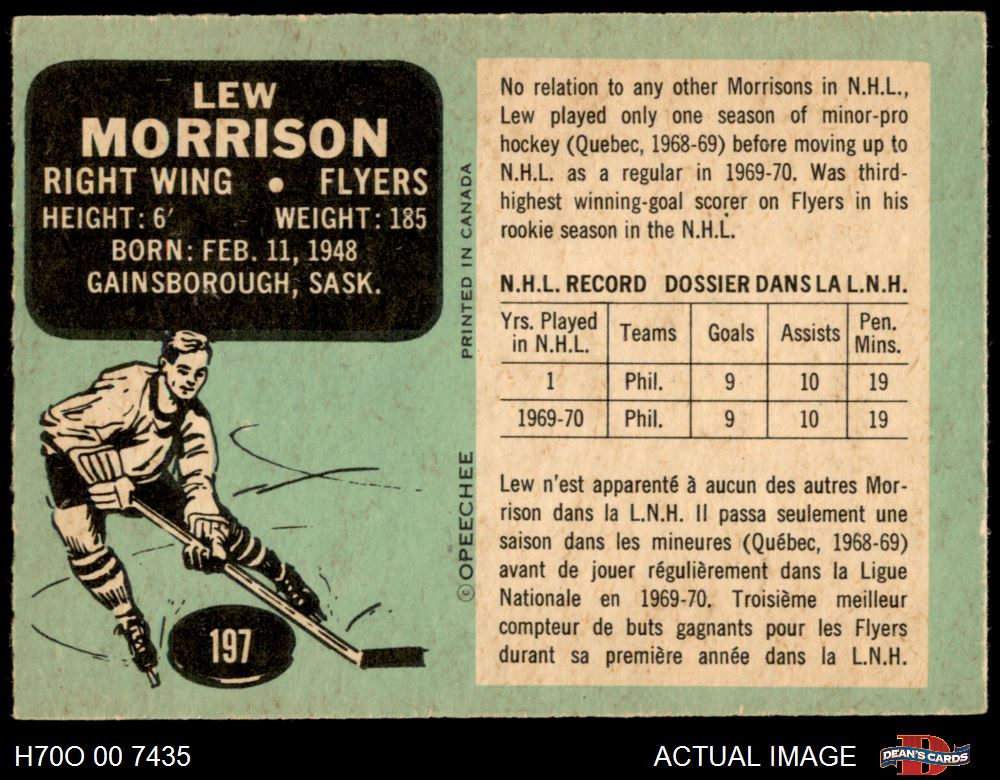 LEW
MORRISON
RIGHT WING • FLYERS
HEIGHT: 6' WEIGHT: 185
BORN: FEB. 11, 1948
GAINSBOROUGH, SASK.
197
©OPEECHEE PRINTED IN CANADA
No relation to any other Morrisons in N.H.L.,
Lew played only one season of minor-pro
hockey (Quebec, 1968-69) before moving up to
N.H.L. as a regular in 1969-70. Was third-
highest winning-goal scorer on Flyers in his
rookie season in the N.H.L.
N.H.L. RECORD DOSSIER DANS LA L.N.H.
Yrs. Played in N.H.L. Teams Goals Assists Pen. Mins.
1 Phil. 9 10 19
1969-70 Phil. 9 10 19
Lew n'est apparenté à aucun des autres Mor-
rison dans la L.N.H. Il passa seulement une
saison dans les mineures (Québec, 1968-69)
avant de jouer régulièrement dans la Ligue
Nationale en 1969-70. Troisième meilleur
compteur de buts gagnants pour les Flyers
durant sa première année dans la L.N.H.
H70O 00 7435
ACTUAL IMAGE
DEAN'S CARDS